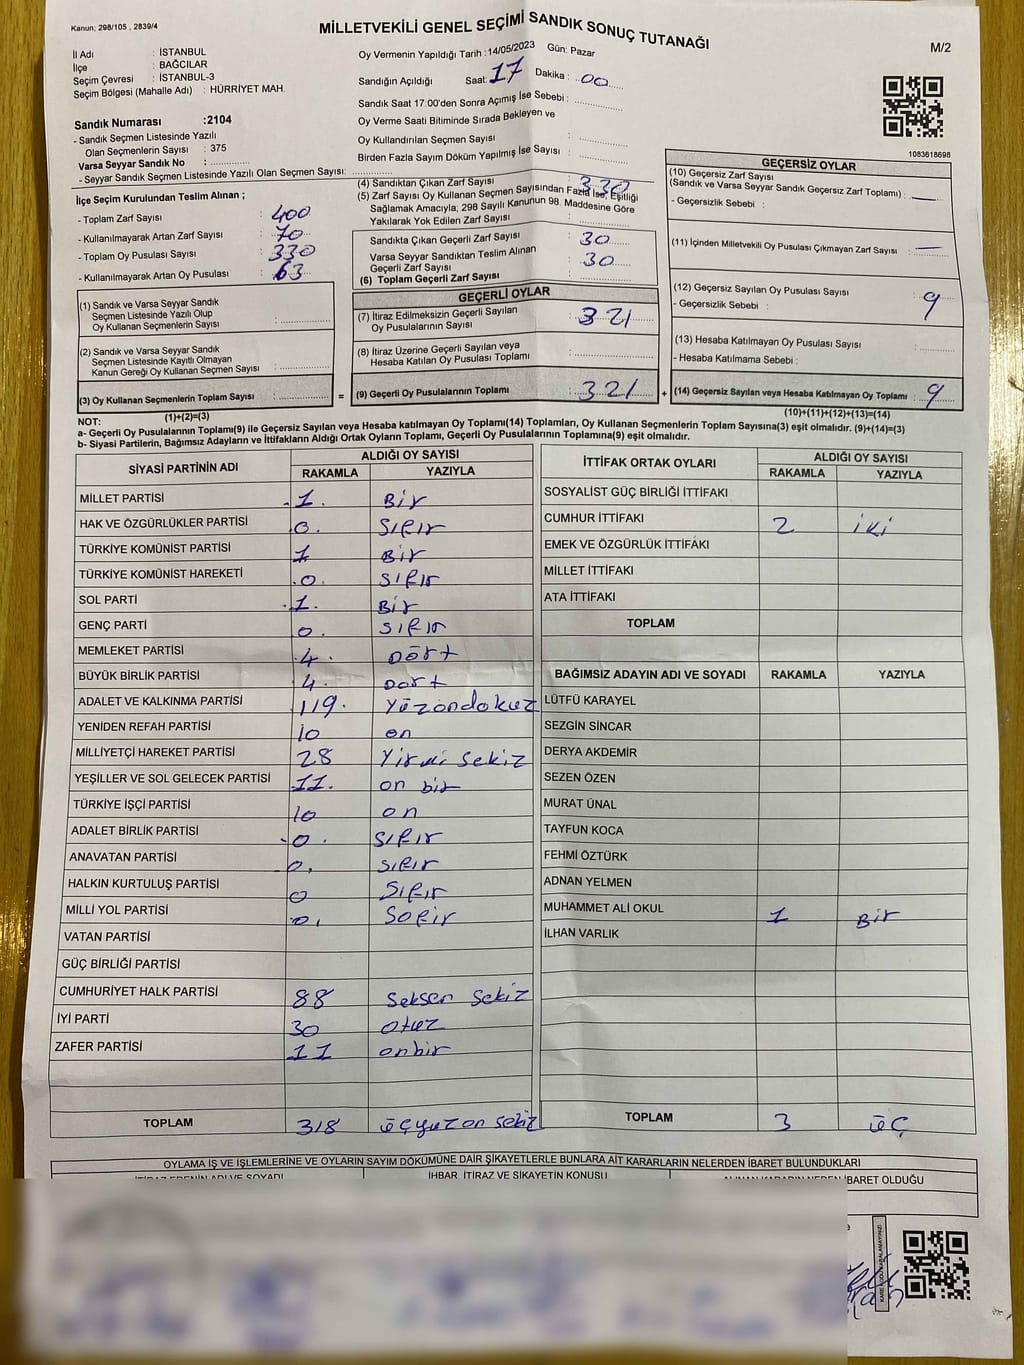 Kanun; 298/105 , 2839/4
MİLLETVEKİLİ GENEL SEÇİMİ SANDIK SONUÇ TUTANAĞI
M/2
İl Adı : İSTANBUL
İlçe : BAĞCILAR
Seçim Çevresi : İSTANBUL-3
Seçim Bölgesi (Mahalle Adı) : HÜRRİYET MAH.
Oy Vermenin Yapıldığı Tarih : 14/05/2023 Gün: Pazar
Sandığın Açıldığı Saat: 17 Dakika : 00
Sandık Saat 17:00'den Sonra Açımış İse Sebebi :
Oy Verme Saati Bitiminde Sırada Bekleyen ve
Oy Kullandırılan Seçmen Sayısı :
Birden Fazla Sayım Döküm Yapılmış İse Sayısı :
Sandık Numarası :2104
- Sandık Seçmen Listesinde Yazılı
Olan Seçmenlerin Sayısı : 375
Varsa Seyyar Sandık No :
- Seyyar Sandık Seçmen Listesinde Yazılı Olan Seçmen Sayısı:
1083618698
İlçe Seçim Kurulundan Teslim Alınan ;
- Toplam Zarf Sayısı : 400
- Kullanılmayarak Artan Zarf Sayısı : 70
- Toplam Oy Pusulası Sayısı : 330
- Kullanılmayarak Artan Oy Pusulası : 63
(4) Sandıktan Çıkan Zarf Sayısı : 330
(5) Zarf Sayısı Oy Kullanan Seçmen Sayısından Fazla İse, Eşitliği
Sağlamak Amacıyla; 298 Sayılı Kanunun 98. Maddesine Göre
Yakılarak Yok Edilen Zarf Sayısı :
Sandıkta Çıkan Geçerli Zarf Sayısı : 30
Varsa Seyyar Sandıktan Teslim Alınan
Geçerli Zarf Sayısı : 30
(6) Toplam Geçerli Zarf Sayısı :
GEÇERSİZ OYLAR
(10) Geçersiz Zarf Sayısı
(Sandık ve Varsa Seyyar Sandık Geçersiz Zarf Toplamı) : —
- Geçersizlik Sebebi :
(11) İçinden Milletvekili Oy Pusulası Çıkmayan Zarf Sayısı : —
(12) Geçersiz Sayılan Oy Pusulası Sayısı : 9
- Geçersizlik Sebebi :
(13) Hesaba Katılmayan Oy Pusulası Sayısı :
- Hesaba Katılmama Sebebi :
(1) Sandık ve Varsa Seyyar Sandık
Seçmen Listesinde Yazılı Olup
Oy Kullanan Seçmenlerin Sayısı :
(2) Sandık ve Varsa Seyyar Sandık
Seçmen Listesinde Kayıtlı Olmayan
Kanun Gereği Oy Kullanan Seçmen Sayısı :
GEÇERLİ OYLAR
(7) İtiraz Edilmeksizin Geçerli Sayılan
Oy Pusulalarının Sayısı : 321
(8) İtiraz Üzerine Geçerli Sayılan veya
Hesaba Katılan Oy Pusulası Toplamı :
(3) Oy Kullanan Seçmenlerin Toplam Sayısı : = (9) Geçerli Oy Pusulalarının Toplamı : 321 + (14) Geçersiz Sayılan veya Hesaba Katılmayan Oy Toplamı : 9
(1)+(2)=(3) (10)+(11)+(12)+(13)=(14)
NOT:
a- Geçerli Oy Pusulalarının Toplamı(9) ile Geçersiz Sayılan veya Hesaba katılmayan Oy Toplamı(14) Toplamları, Oy Kullanan Seçmenlerin Toplam Sayısına(3) eşit olmalıdır. (9)+(14)=(3)
b- Siyasi Partilerin, Bağımsız Adayların ve İttifakların Aldığı Ortak Oyların Toplamı, Geçerli Oy Pusulalarının Toplamına(9) eşit olmalıdır.
SİYASİ PARTİNİN ADI ALDIĞI OY SAYISI
RAKAMLA YAZIYLA
MİLLET PARTİSİ 1 Bir
HAK VE ÖZGÜRLÜKLER PARTİSİ 0 Sıfır
TÜRKİYE KOMÜNİST PARTİSİ 1 Bir
TÜRKİYE KOMÜNİST HAREKETİ 0 Sıfır
SOL PARTİ 1 Bir
GENÇ PARTİ 0 Sıfır
MEMLEKET PARTİSİ 4 Dört
BÜYÜK BİRLİK PARTİSİ 4 Dört
ADALET VE KALKINMA PARTİSİ 119 Yüzondokuz
YENİDEN REFAH PARTİSİ 10 on
MİLLİYETÇİ HAREKET PARTİSİ 28 Yirmi Sekiz
YEŞİLLER VE SOL GELECEK PARTİSİ 11 on bir
TÜRKİYE İŞÇİ PARTİSİ 10 on
ADALET BİRLİK PARTİSİ 0 Sıfır
ANAVATAN PARTİSİ 0 Sıfır
HALKIN KURTULUŞ PARTİSİ 0 Sıfır
MİLLİ YOL PARTİSİ 0 Sofir
VATAN PARTİSİ
GÜÇ BİRLİĞİ PARTİSİ
CUMHURİYET HALK PARTİSİ 88 Seksen Sekiz
İYİ PARTİ 30 otuz
ZAFER PARTİSİ 11 onbir
TOPLAM 318 üçyüzon Sekiz
İTTİFAK ORTAK OYLARI ALDIĞI OY SAYISI
RAKAMLA YAZIYLA
SOSYALİST GÜÇ BİRLİĞİ İTTİFAKI
CUMHUR İTTİFAKI 2 iki
EMEK VE ÖZGÜRLÜK İTTİFAKI
MİLLET İTTİFAKI
ATA İTTİFAKI
TOPLAM
BAĞIMSIZ ADAYIN ADI VE SOYADI RAKAMLA YAZIYLA
LÜTFÜ KARAYEL
SEZGİN SİNCAR
DERYA AKDEMİR
SEZEN ÖZEN
MURAT ÜNAL
TAYFUN KOCA
FEHMİ ÖZTÜRK
ADNAN YELMEN
MUHAMMET ALİ OKUL 1 Bir
İLHAN VARLIK
TOPLAM 3 üç
OYLAMA İŞ VE İŞLEMLERİNE VE OYLARIN SAYIM DÖKÜMÜNE DAİR ŞİKAYETLERLE BUNLARA AİT KARARLARIN NELERDEN İBARET BULUNDUKLARI
İTİRAZ EDENİN ADI VE SOYADI İHBAR, İTİRAZ VE ŞİKAYETİN KONUSU ALINAN KARARIN NEDEN İBARET OLDUĞU
KARE KODU KARALAMAYINIZ!